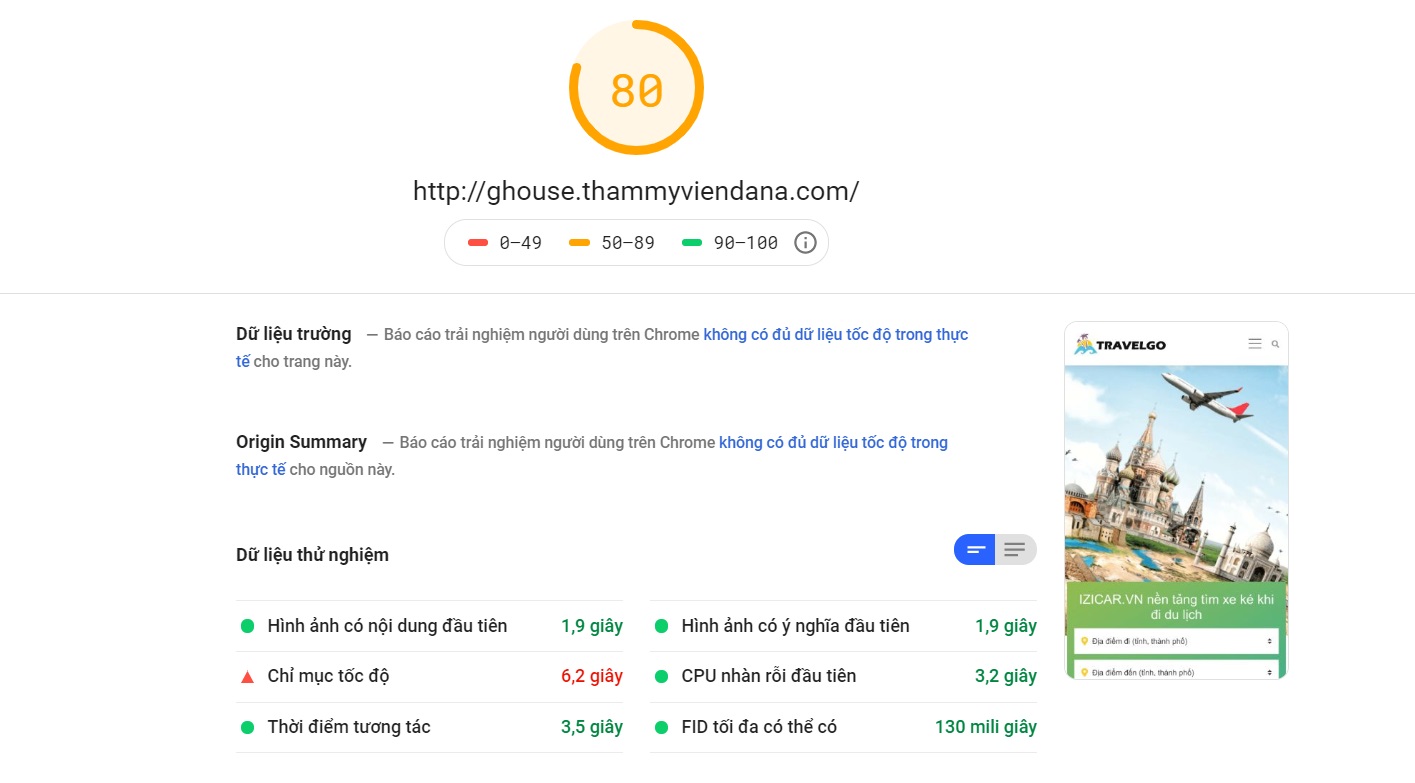 80
http://ghouse.thammyviendana.com/
0–49 50–89 90–100
Dữ liệu trường — Báo cáo trải nghiệm người dùng trên Chrome không có đủ dữ liệu tốc độ trong thực
tế cho trang này.
Origin Summary — Báo cáo trải nghiệm người dùng trên Chrome không có đủ dữ liệu tốc độ trong
thực tế cho nguồn này.
Dữ liệu thử nghiệm
Hình ảnh có nội dung đầu tiên 1,9 giây
Hình ảnh có ý nghĩa đầu tiên 1,9 giây
Chỉ mục tốc độ 6,2 giây
CPU nhàn rỗi đầu tiên 3,2 giây
Thời điểm tương tác 3,5 giây
FID tối đa có thể có 130 mili giây
TRAVELGO
IZICAR.VN nền tảng tìm xe ké khi
đi du lịch
Địa điểm đi (tỉnh, thành phố)
Địa điểm đón (tỉnh, thành phố)